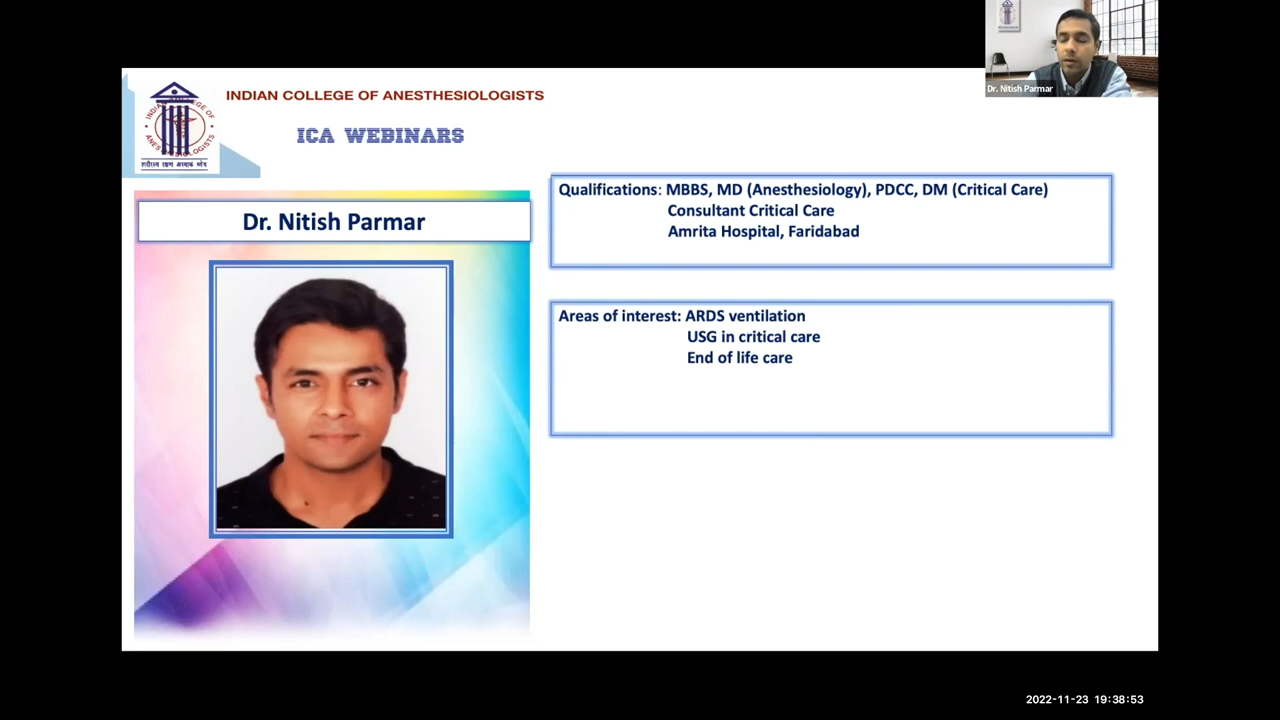 INDIAN COLLEGE OF ANESTHESIOLOGISTS
ICA WEBINARS
Dr. Nitish Parmar
Qualifications: MBBS, MD (Anesthesiology), PDCC, DM (Critical Care)
Consultant Critical Care
Amrita Hospital, Faridabad
Areas of interest: ARDS ventilation
USG in critical care
End of life care
Dr. Nitish Parmar
2022-11-23 19:38:53